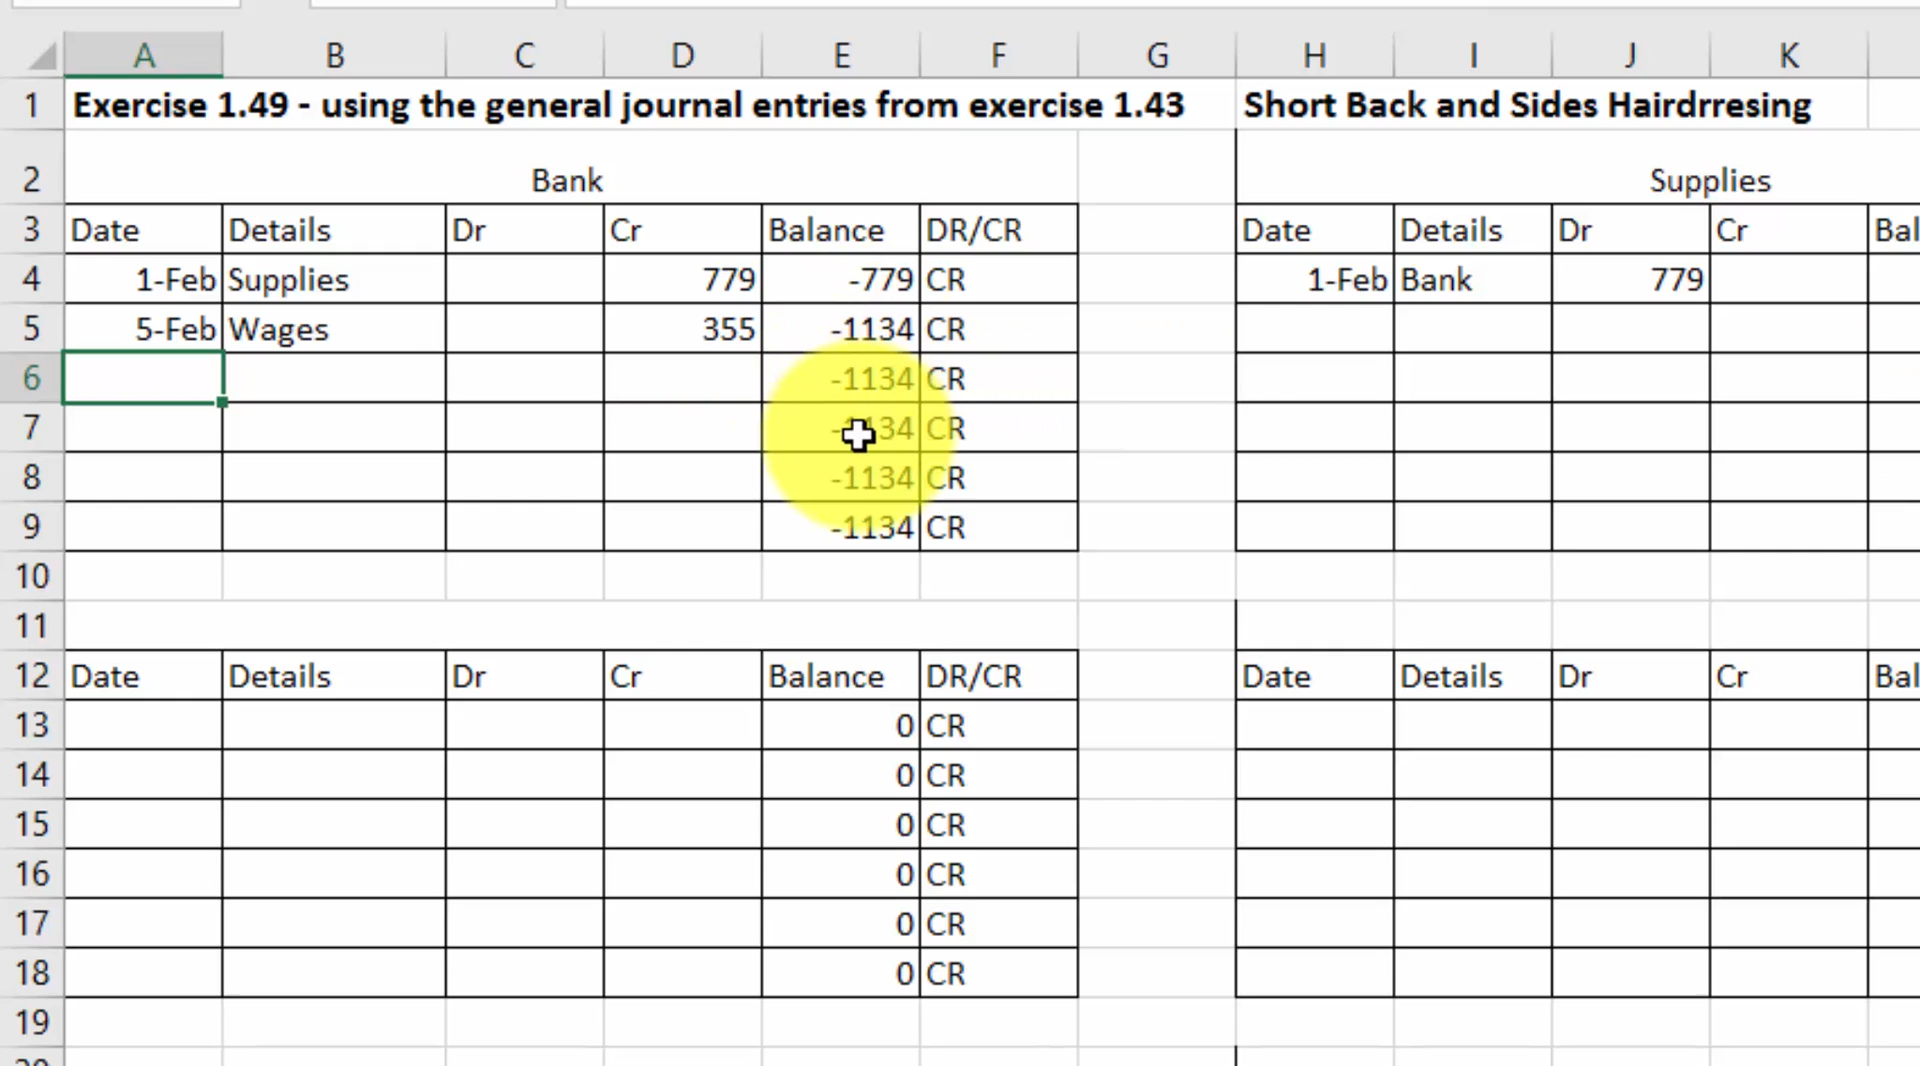 A B C D E F G H I J K
1 Exercise 1.49 - using the general journal entries from exercise 1.43 Short Back and Sides Hairdrresing
2 Bank Supplies
3 Date Details Dr Cr Balance DR/CR Date Details Dr Cr Bal
4 1-Feb Supplies 779 -779 CR 1-Feb Bank 779
5 5-Feb Wages 355 -1134 CR
6 -1134 CR
7 CR
8 -1134 CR
9 -1134 CR
10
11
12 Date Details Dr Cr Balance DR/CR Date Details Dr Cr Bal
13 0 CR
14 0 CR
15 0 CR
16 0 CR
17 0 CR
18 0 CR
19